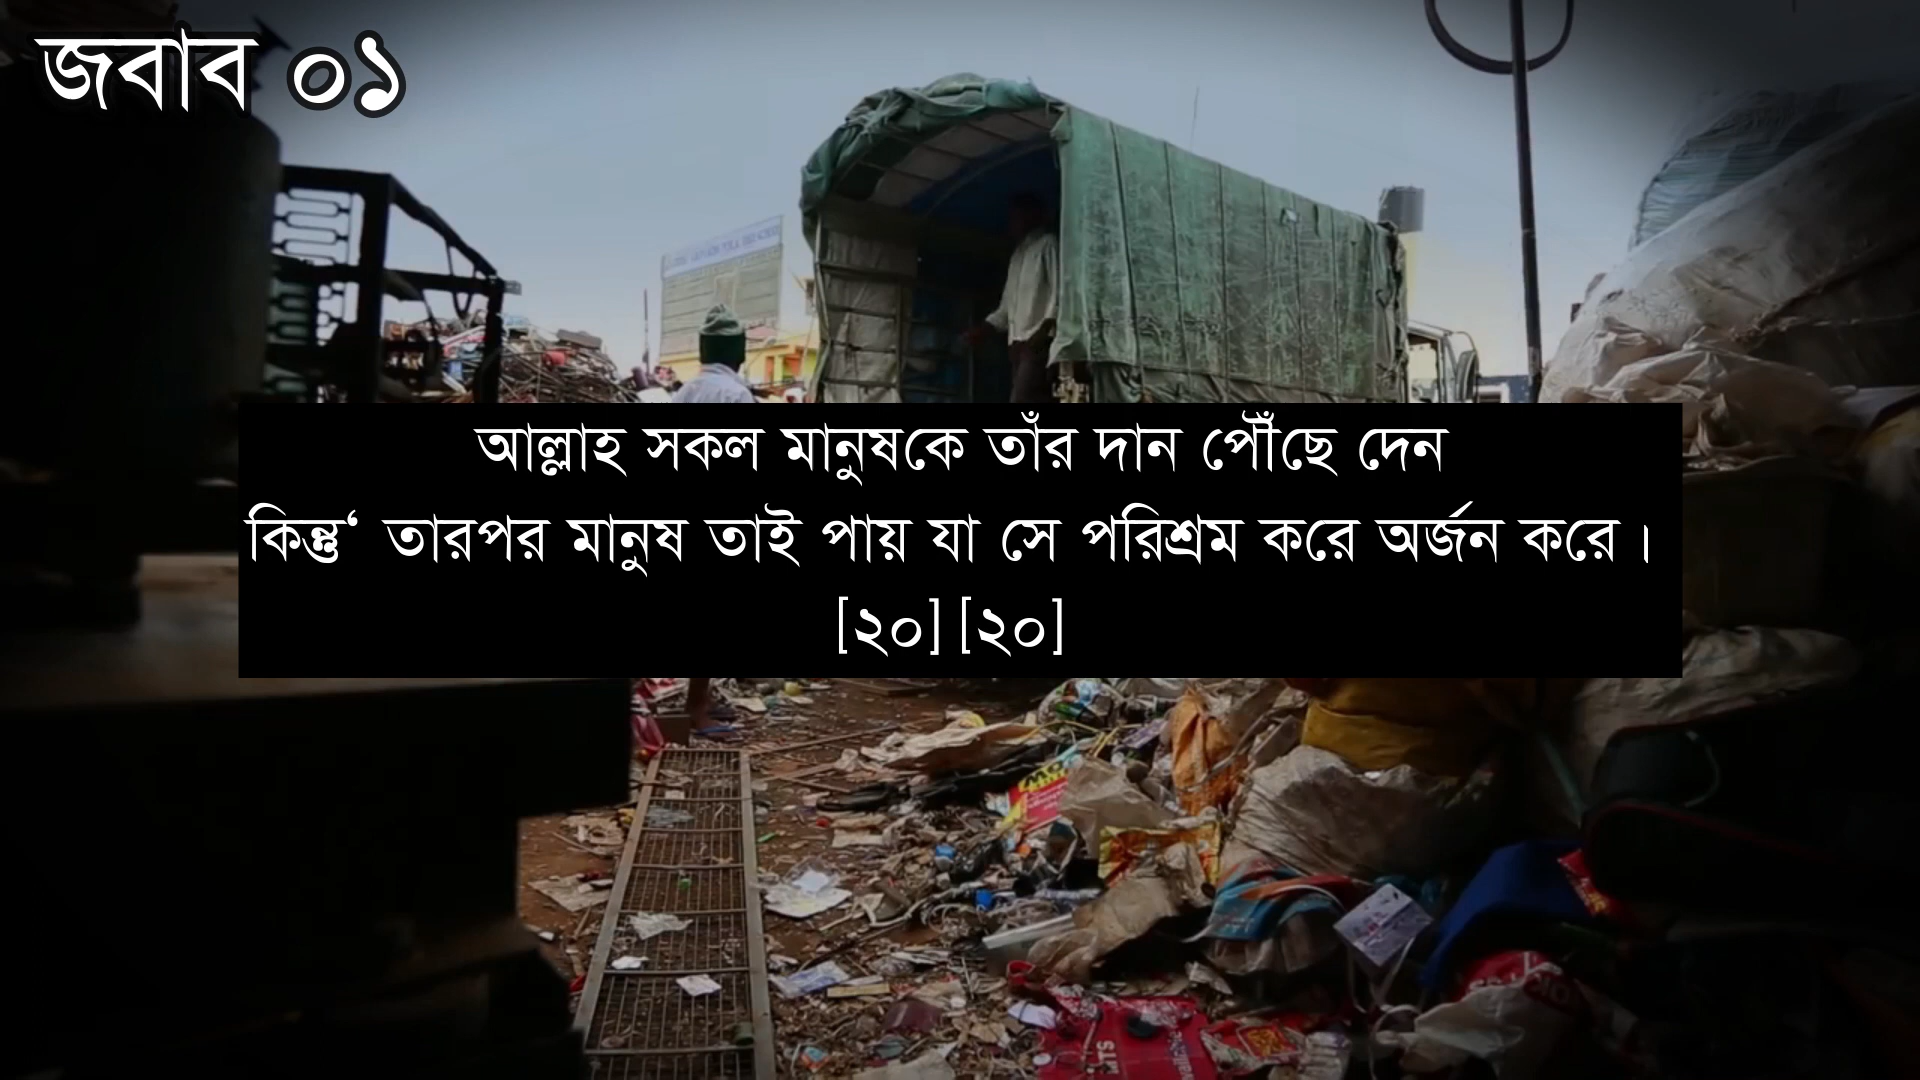 জবাব ০১
আল্লাহ সকল মানুষকে তাঁর দান পৌঁছে দেন
কিন্তু‘ তারপর মানুষ তাই পায় যা সে পরিশ্রম করে অর্জন করে।
[২০] [২০]